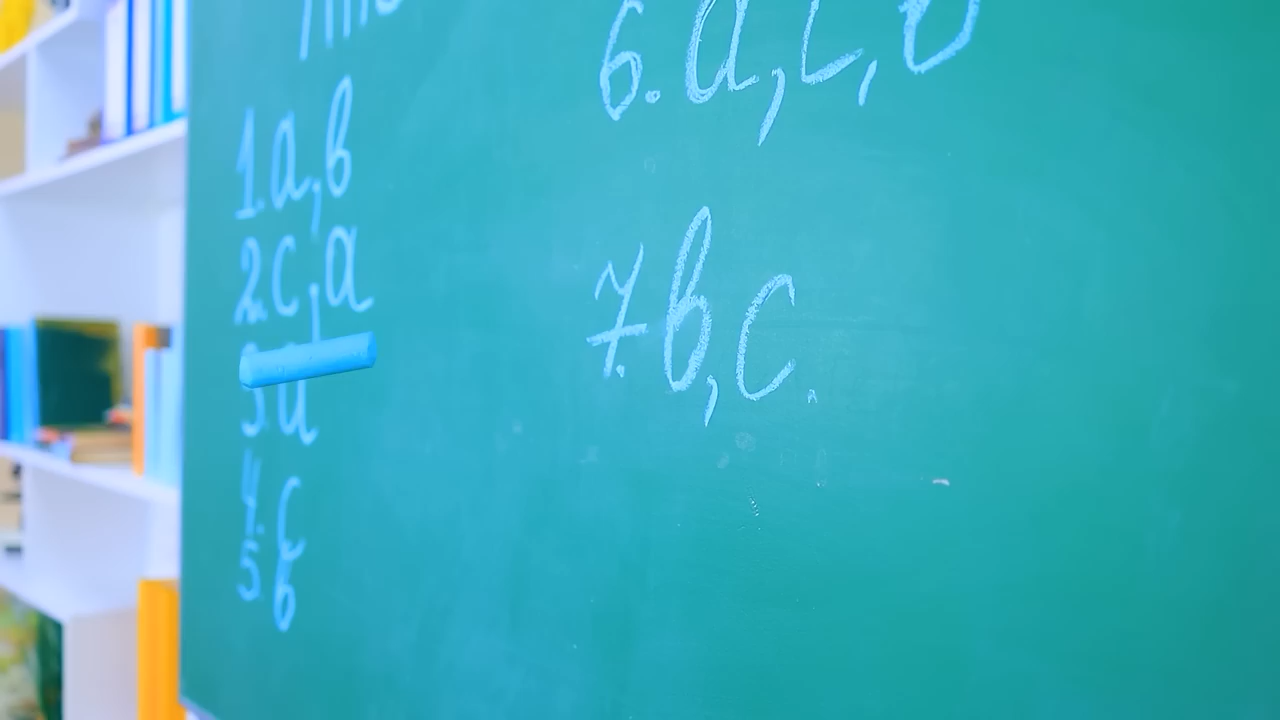 1. a, b
2. c, a
3. a
4. c
5 b
6. a, c, b
7. b, c.